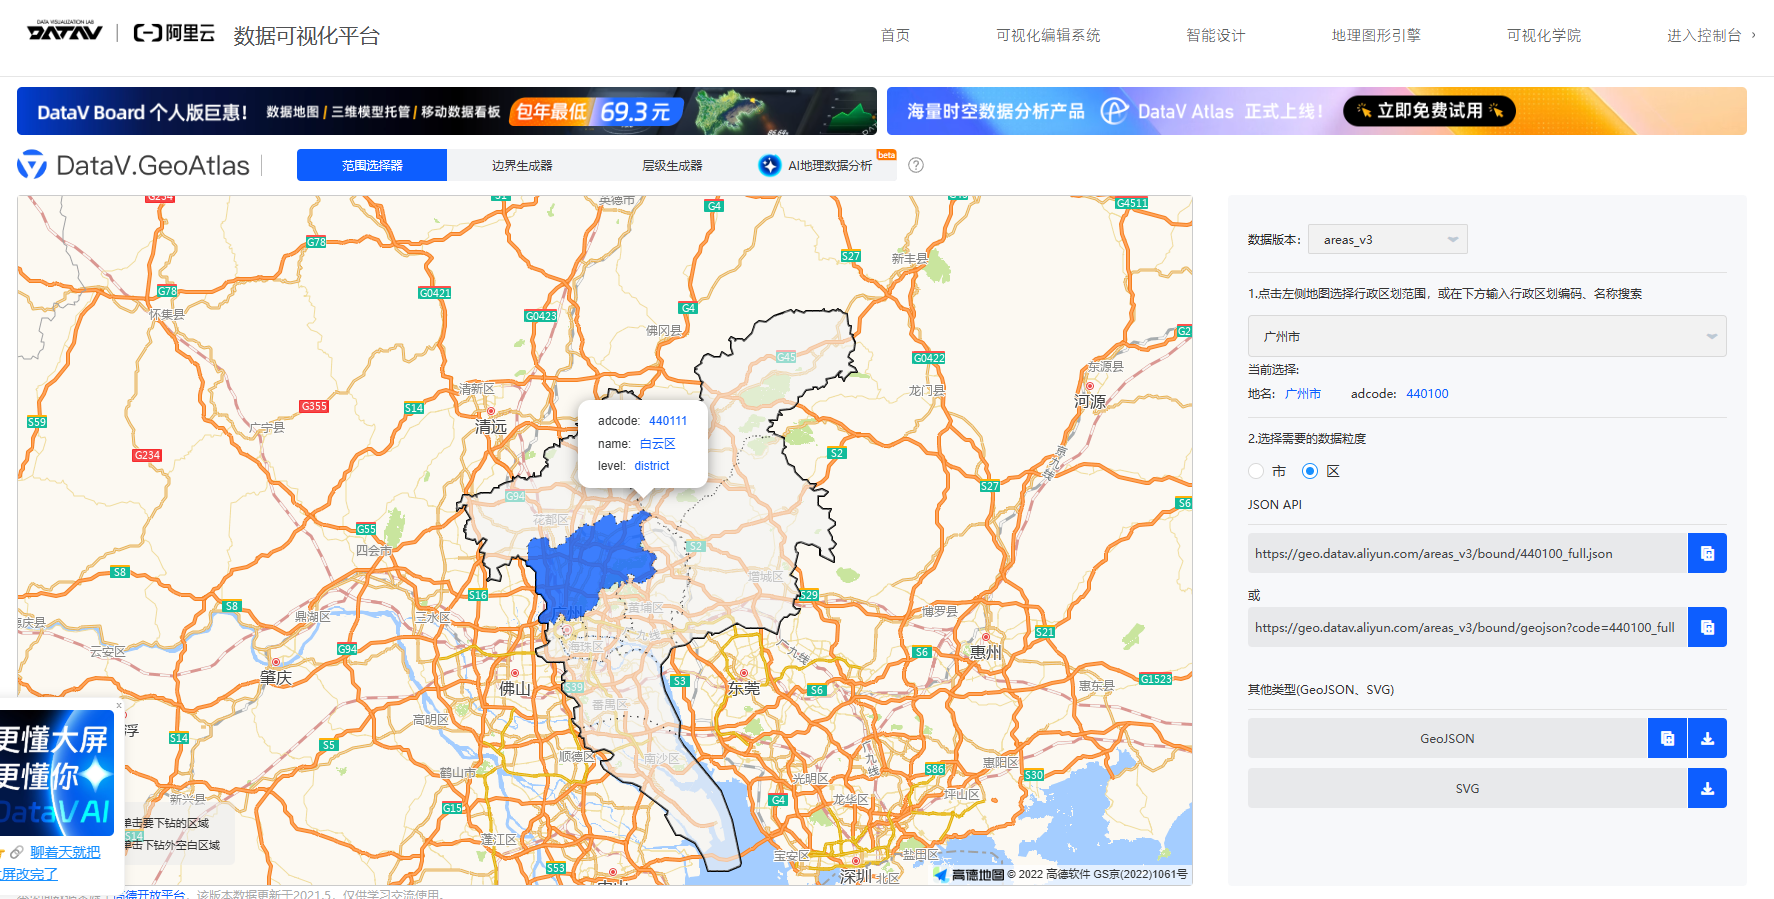 DATA VISUALIZATION LAB
DATAV
阿里云
数据可视化平台
首页
可视化编辑系统
智能设计
地理图形引擎
可视化学院
进入控制台 ›
DataV Board 个人版巨惠！ 数据地图 / 三维模型托管 / 移动数据看板 包年最低 69.3 元
海量时空数据分析产品 DataV Atlas 正式上线！ 立即免费试用
DataV.GeoAtlas
范围选择器
边界生成器
层级生成器
AI地理数据分析
beta
?
G234
S1
英德市
G4
G4511
G78
S27
新丰县
G78
G0421
怀集县
G0423
G4
佛冈县
G2
G45
G0422
东源县
清新区
龙门县
河源
G355
S14
S59
清远
广宁县
G234
S2
京九线
G94
S27
S6
花都区
G55
四会市
S2
S8
增城区
S16
S29
S8
广州
黄埔区
博罗县
鼎湖区
三水区
九线
S21
云安区
G94
海珠区
广九线
S6
惠州
肇庆
佛山
S39
S3
东莞
S6
惠东县
G1523
番禺区
高明区
浮
S14
S5
顺德区
南沙区
九线
惠阳区
鹤山市
光明区
S86
S30
新兴县
G15
G4
龙华区
坪山区
S14
蓬江区
宝安区
盐田区
S53
深圳
adcode: 440111
name: 白云区
level: district
单击要下钻的区域
单击下钻外空白区域
高德地图 © 2022 高德软件 GS京(2022)1061号
x
更懂大屏
更懂你
DataV AI
聊着天就把
屏改完了
高德开放平台，该版本数据更新于2021.5，仅供学习交流使用。
数据版本：
areas_v3
1.点击左侧地图选择行政区划范围，或在下方输入行政区划编码、名称搜索
广州市
当前选择:
地名: 广州市 adcode: 440100
2.选择需要的数据粒度
市 区
JSON API
https://geo.datav.aliyun.com/areas_v3/bound/440100_full.json
或
https://geo.datav.aliyun.com/areas_v3/bound/geojson?code=440100_full
其他类型(GeoJSON、SVG)
GeoJSON
SVG